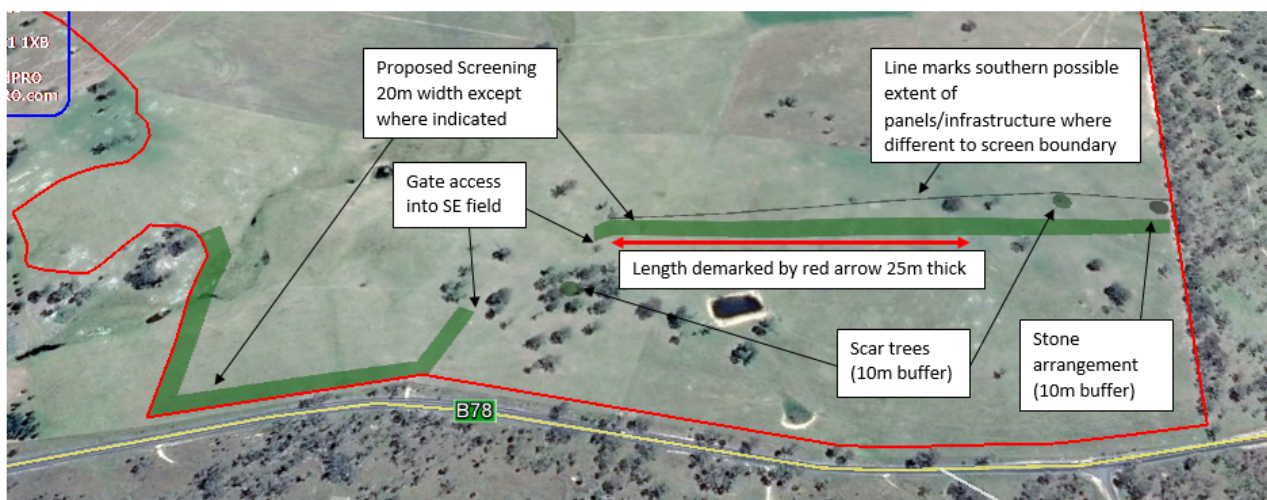 1 1XB
dPRO
RO.com
Proposed Screening
20m width except
where indicated
Gate access
into SE field
Line marks southern possible
extent of
panels/infrastructure where
different to screen boundary
Length demarked by red arrow 25m thick
Scar trees
(10m buffer)
Stone
arrangement
(10m buffer)
B78